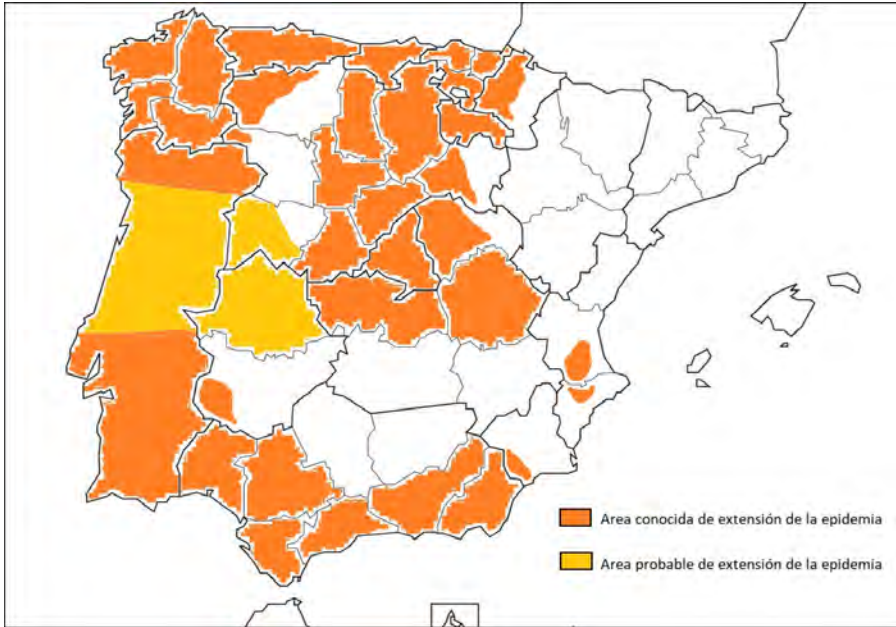 Area conocida de extensión de la epidemia
Area probable de extensión de la epidemia